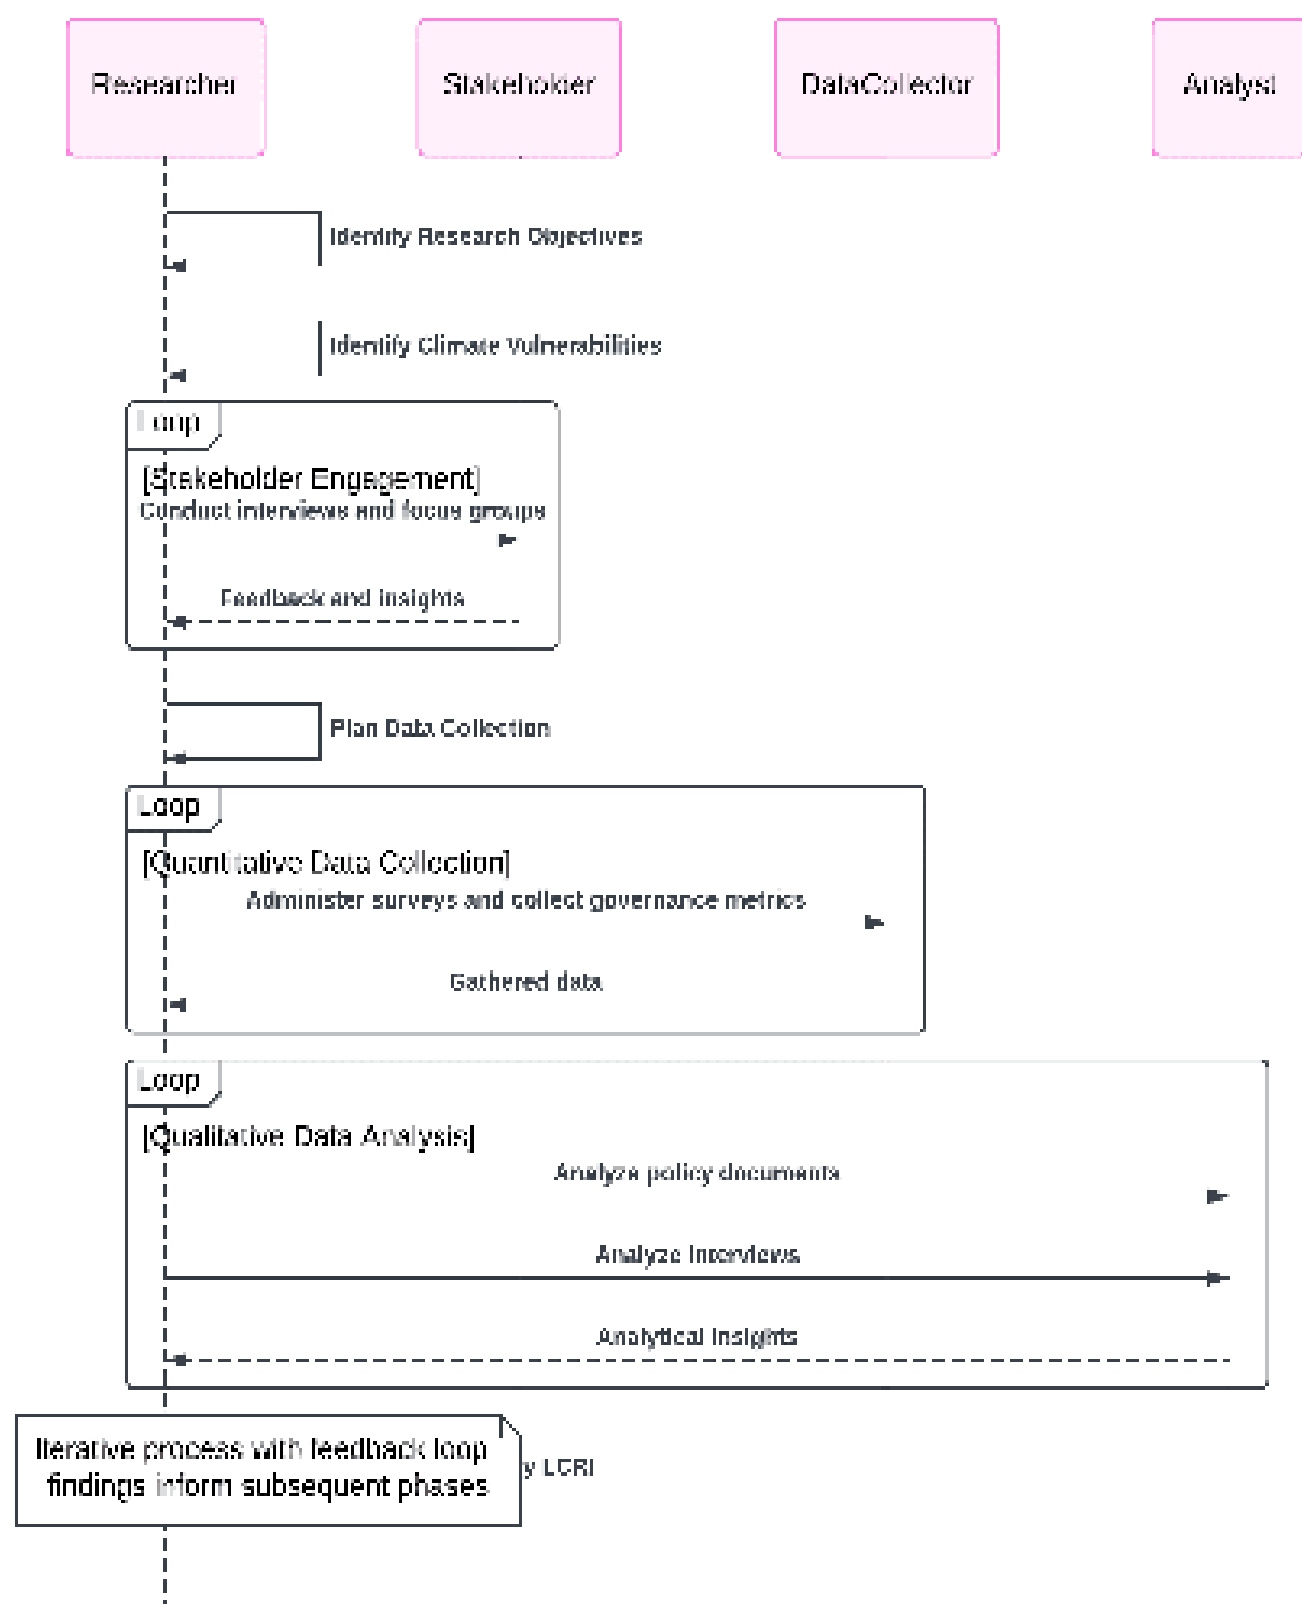 Researcher
Stakeholder
DataCollector
Analyst
Identify Research Objectives
Identify Climate Vulnerabilities
Loop
[Stakeholder Engagement]
Conduct interviews and focus groups
Feedback and insights
Plan Data Collection
Loop
[Quantitative Data Collection]
Administer surveys and collect governance metrics
Gathered data
Loop
[Qualitative Data Analysis]
Analyze policy documents
Analyze interviews
Analytical insights
Iterative process with feedback loop
findings inform subsequent phases
y LCRI